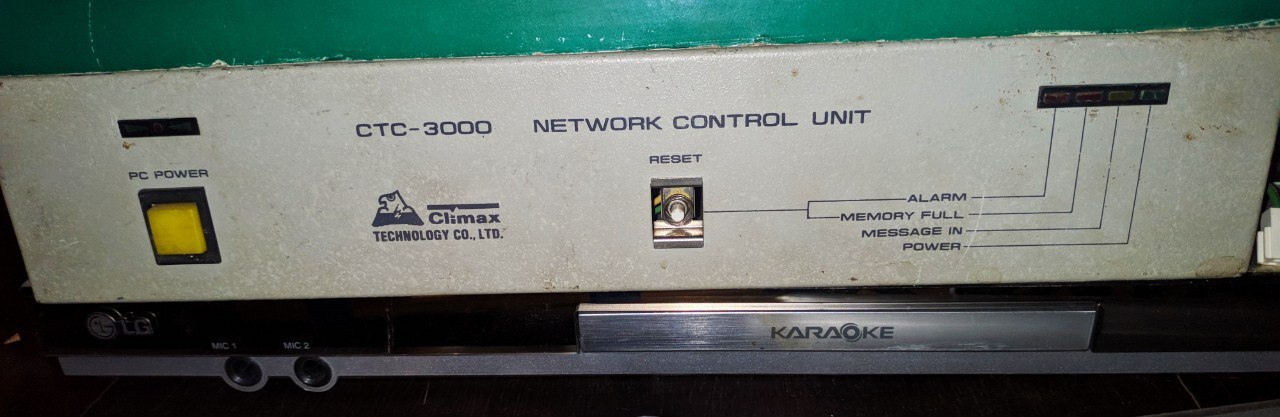 CTC-3000 NETWORK CONTROL UNIT
PC POWER
RESET
Climax
TECHNOLOGY CO., LTD.
ALARM
MEMORY FULL
MESSAGE IN
POWER
LG
KARAOKE
MIC 1 MIC 2